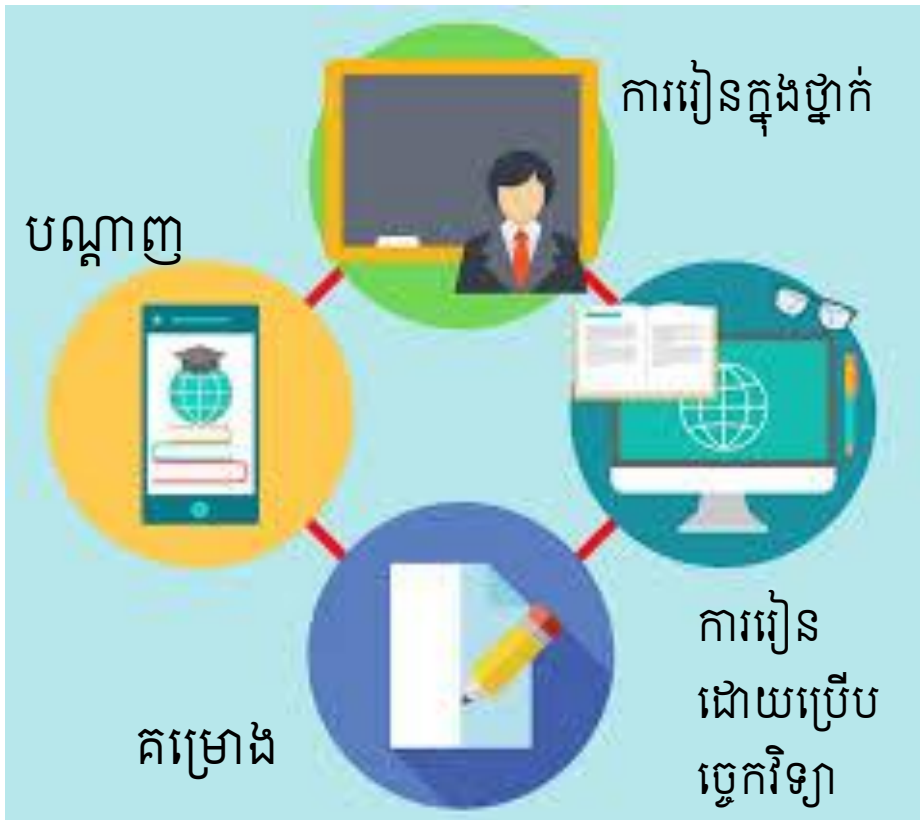 ការរៀនក្នុងថ្នាក់
បណ្តាញ
ការរៀន
ដោយប្រើប
ច្ចេកវិទ្យា
គម្រោង